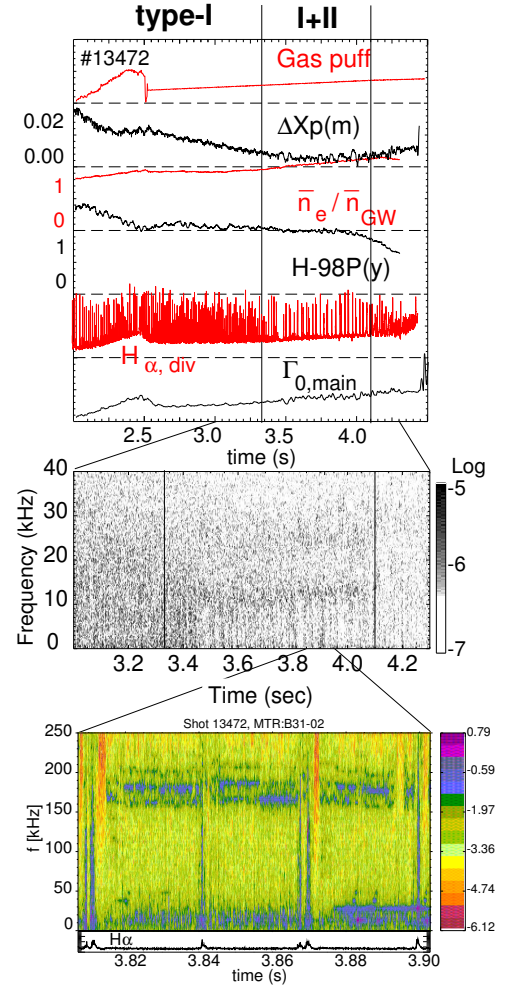 type-I I+II
#13472
Gas puff
0.02
ΔXp(m)
0.00
1
n̅e / n̅GW
0
1
H-98P(y)
0
Hα, div
Γ0,main
2.5 3.0 3.5 4.0
time (s)
Log
40
-5
30
20
-6
10
0
-7
Frequency (kHz)
3.2 3.4 3.6 3.8 4.0 4.2
Time (sec)
Shot 13472, MTR:B31-02
250
0.79
200
-0.59
150
-1.97
100
-3.36
50
-4.74
0
-6.12
f [kHz]
Hα
3.82 3.84 3.86 3.88 3.90
time (s)